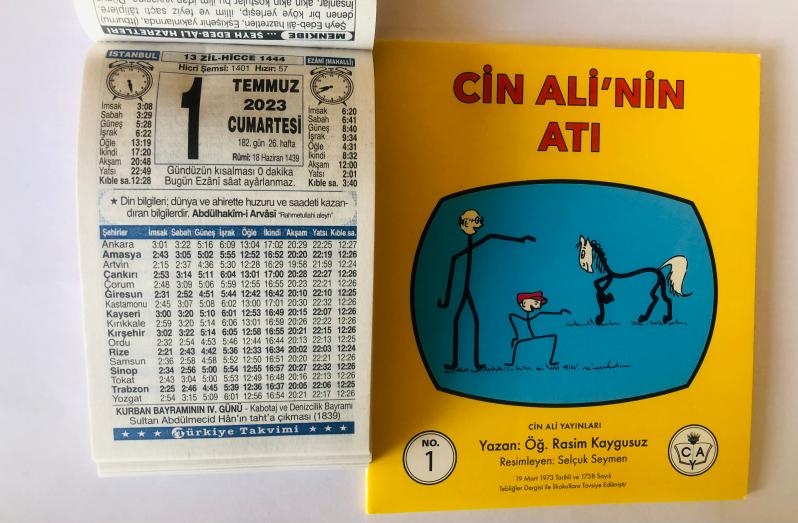 MENKIBE ... ŞEYH EDEB-ÂLİ HAZRETLERİ
Şeyh Edeb-âli hazretleri, Eskişehir yakınlarında, (İtburnu)
denen bir köye yerleşip, ilim ve feyiz saçtı tâliplere.
İSTANBUL
13 ZİL-HİCCE 1444
EZÂNÎ (MAHALLÎ)
Hicri Şemsî: 1401 Hızır: 57
1
TEMMUZ
2023
CUMARTESİ
182. gün 26. hafta
Rûmî: 18 Haziran 1439
İmsak 3:08
Sabah 3:29
Güneş 5:28
İşrak 6:22
Öğle 13:19
İkindi 17:20
Akşam 20:48
Yatsı 22:49
Kıble sa. 12:28
İmsak 6:20
Sabah 6:41
Güneş 8:40
İşrak 9:34
Öğle 4:31
İkindi 8:32
Akşam 12:00
Yatsı 2:01
Kıble sa. 3:40
Gündüzün kısalması 0 dakika
Bugün Ezânî sâat ayarlanmaz.
★ Din bilgileri; dünya ve ahirette huzuru ve saadeti kazan-
dıran bilgilerdir. Abdülhakîm-i Arvâsî "Rahmetullahi aleyh"
Şehirler İmsak Sabah Güneş İşrak Öğle İkindi Akşam Yatsı Kıble sa.
Ankara 3:01 3:22 5:16 6:09 13:04 17:02 20:29 22:25 12:27
Amasya 2:43 3:05 5:02 5:55 12:52 16:52 20:20 22:19 12:26
Artvin 2:15 2:37 4:36 5:30 12:28 16:29 19:58 21:59 12:24
Çankırı 2:53 3:14 5:11 6:04 13:01 17:00 20:28 22:27 12:26
Çorum 2:48 3:09 5:06 5:59 12:55 16:55 20:23 22:21 12:26
Giresun 2:31 2:52 4:51 5:44 12:42 16:42 20:10 22:10 12:25
Kastamonu 2:45 3:07 5:08 6:02 13:00 17:01 20:30 22:32 12:26
Kayseri 3:00 3:20 5:10 6:01 12:53 16:49 20:15 22:07 12:26
Kırıkkale 2:59 3:20 5:14 6:06 13:01 16:59 20:26 22:22 12:26
Kırşehir 3:02 3:22 5:14 6:05 12:58 16:55 20:21 22:15 12:26
Ordu 2:32 2:54 4:53 5:46 12:44 16:44 20:13 22:13 12:25
Rize 2:21 2:43 4:42 5:36 12:33 16:34 20:02 22:03 12:24
Samsun 2:36 2:58 4:58 5:52 12:50 16:51 20:20 22:21 12:26
Sinop 2:34 2:56 5:00 5:54 12:55 16:57 20:27 22:32 12:26
Tokat 2:43 3:04 5:00 5:53 12:49 16:48 20:16 22:13 12:26
Trabzon 2:25 2:46 4:45 5:39 12:36 16:37 20:05 22:06 12:25
Yozgat 2:54 3:15 5:09 6:01 12:56 16:54 20:21 22:17 12:26
KURBAN BAYRAMININ IV. GÜNÜ - Kabotaj ve Denizcilik Bayramı
Sultan Abdülmecid Hân'ın taht'a çıkması (1839)
Türkiye Takvimi
CİN ALİ'NİN
ATI
CİN ALİ YAYINLARI
NO.
1
Yazan: Öğ. Rasim Kaygusuz
Resimleyen: Selçuk Seymen
19 Mart 1973 Tarihli ve 1738 Sayılı
Tebliğler Dergisi ile İlkokullara Tavsiye Edilmiştir
C A
Y